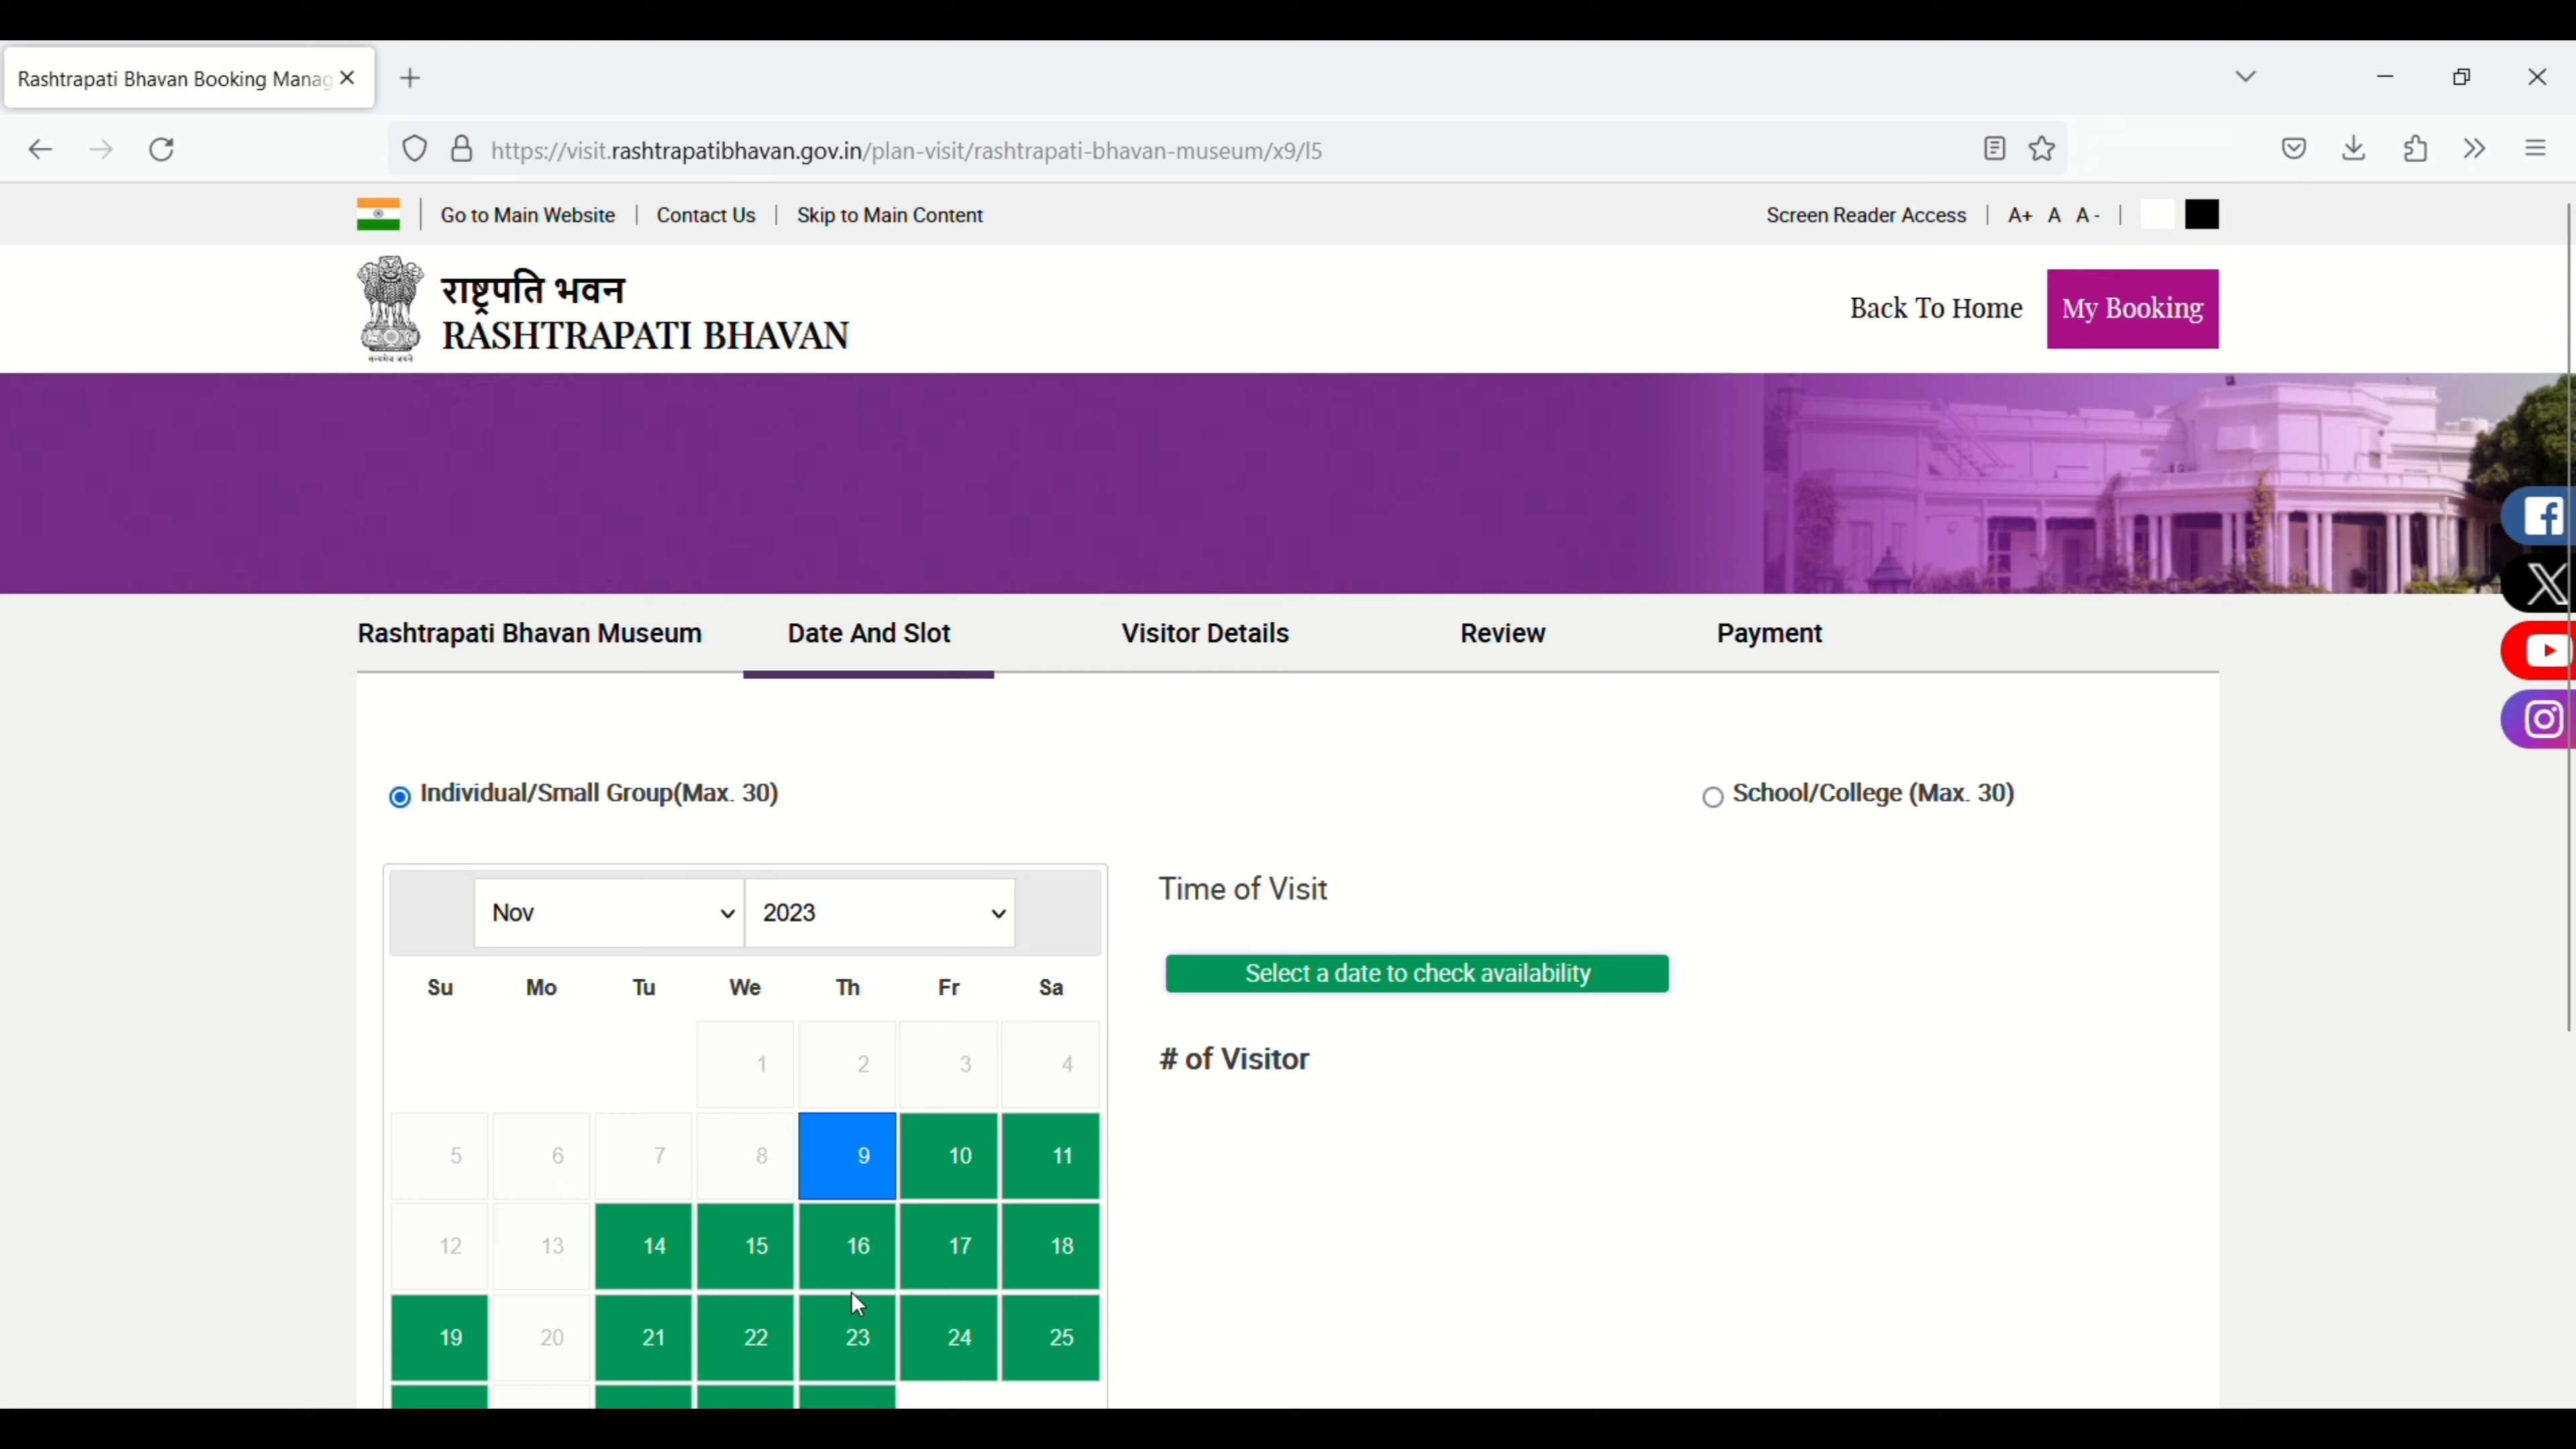 Rashtrapati Bhavan Booking Manag
https://visit.rashtrapatibhavan.gov.in/plan-visit/rashtrapati-bhavan-museum/x9/l5
Go to Main Website | Contact Us | Skip to Main Content
Screen Reader Access | A+ A A- |
राष्ट्रपति भवन
RASHTRAPATI BHAVAN
सत्यमेव जयते
Back To Home My Booking
Rashtrapati Bhavan Museum Date And Slot Visitor Details Review Payment
Individual/Small Group(Max. 30) School/College (Max. 30)
Nov 2023
Su Mo Tu We Th Fr Sa
1 2 3 4
5 6 7 8 9 10 11
12 13 14 15 16 17 18
19 20 21 22 23 24 25
Time of Visit
Select a date to check availability
# of Visitor